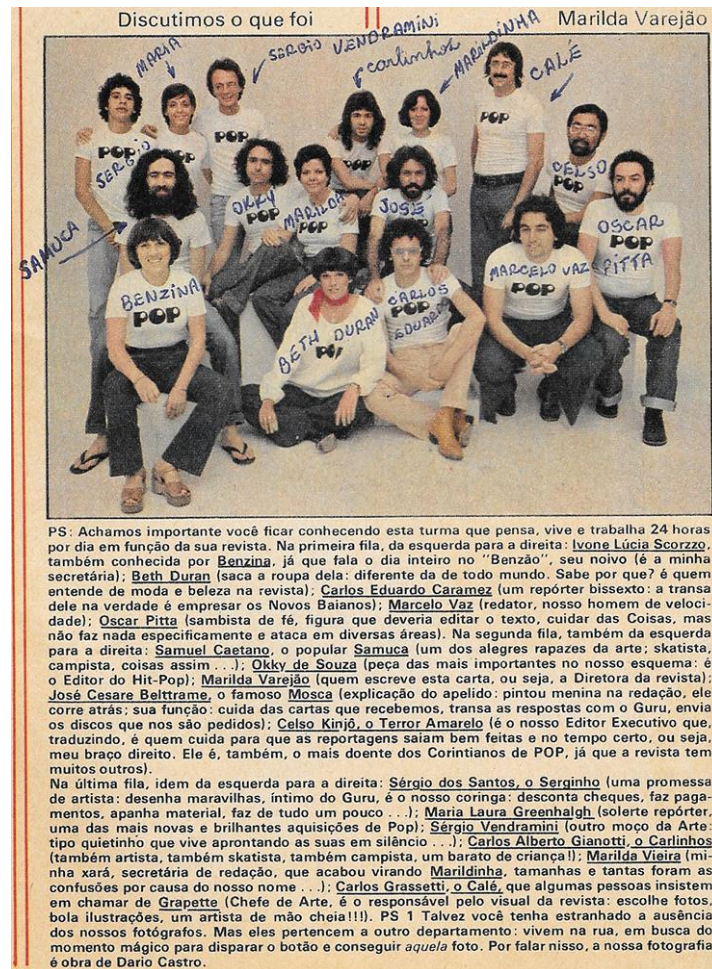 Discutimos o que foi
Marilda Varejão
MARIA
SERGIO VENDRAMINI
Carlinhos
MARILDINHA
CALÉ
POP
POP
POP
POP
POP
SERGIO
CELSO
POP
OKKY
POP
MARILDA
POP
JOSÉ
OSCAR
POP
PITTA
SAMUCA
MARCELO VAZ
POP
BENZINA
POP
CARLOS
POP
EDUARDO
BETH DURAN
PS: Achamos importante você ficar conhecendo esta turma que pensa, vive e trabalha 24 horas
por dia em função da sua revista. Na primeira fila, da esquerda para a direita: Ivone Lúcia Scorzzo,
também conhecida por Benzina, já que fala o dia inteiro no "Benzão", seu noivo (é a minha
secretária); Beth Duran (saca a roupa dela: diferente da de todo mundo. Sabe por que? é quem
entende de moda e beleza na revista); Carlos Eduardo Caramez (um repórter bissexto: a transa
dele na verdade é empresar os Novos Baianos); Marcelo Vaz (redator, nosso homem de veloci-
dade); Oscar Pitta (sambista de fé, figura que deveria editar o texto, cuidar das Coisas, mas
não faz nada especificamente e ataca em diversas áreas). Na segunda fila, também da esquerda
para a direita: Samuel Caetano, o popular Samuca (um dos alegres rapazes da arte; skatista,
campista, coisas assim . . .); Okky de Souza (peça das mais importantes no nosso esquema: é
o Editor do Hit-Pop); Marilda Varejão (quem escreve esta carta, ou seja, a Diretora da revista);
José Cesare Belttrame, o famoso Mosca (explicação do apelido: pintou menina na redação, ele
corre atrás; sua função: cuida das cartas que recebemos, transa as respostas com o Guru, envia
os discos que nos são pedidos); Celso Kinjô, o Terror Amarelo (é o nosso Editor Executivo que,
traduzindo, é quem cuida para que as reportagens saiam bem feitas e no tempo certo, ou seja,
meu braço direito. Ele é, também, o mais doente dos Corintianos de POP, já que a revista tem
muitos outros).
Na última fila, idem da esquerda para a direita: Sérgio dos Santos, o Serginho (uma promessa
de artista: desenha maravilhas, íntimo do Guru, é o nosso coringa: desconta cheques, faz paga-
mentos, apanha material, faz de tudo um pouco . . .); Maria Laura Greenhalgh (solerte repórter,
uma das mais novas e brilhantes aquisições de Pop); Sérgio Vendramini (outro moço da Arte:
tipo quietinho que vive aprontando as suas em silêncio . . .); Carlos Alberto Gianotti, o Carlinhos
(também artista, também skatista, também campista, um barato de criança!); Marilda Vieira (mi-
nha xará, secretária de redação, que acabou virando Marildinha, tamanhas e tantas foram as
confusões por causa do nosso nome . . .); Carlos Grassetti, o Calé, que algumas pessoas insistem
em chamar de Grapette (Chefe de Arte, é o responsável pelo visual da revista: escolhe fotos,
bola ilustrações, um artista de mão cheia!!!). PS 1 Talvez você tenha estranhado a ausência
dos nossos fotógrafos. Mas eles pertencem a outro departamento: vivem na rua, em busca do
momento mágico para disparar o botão e conseguir aquela foto. Por falar nisso, a nossa fotografia
é obra de Dario Castro.